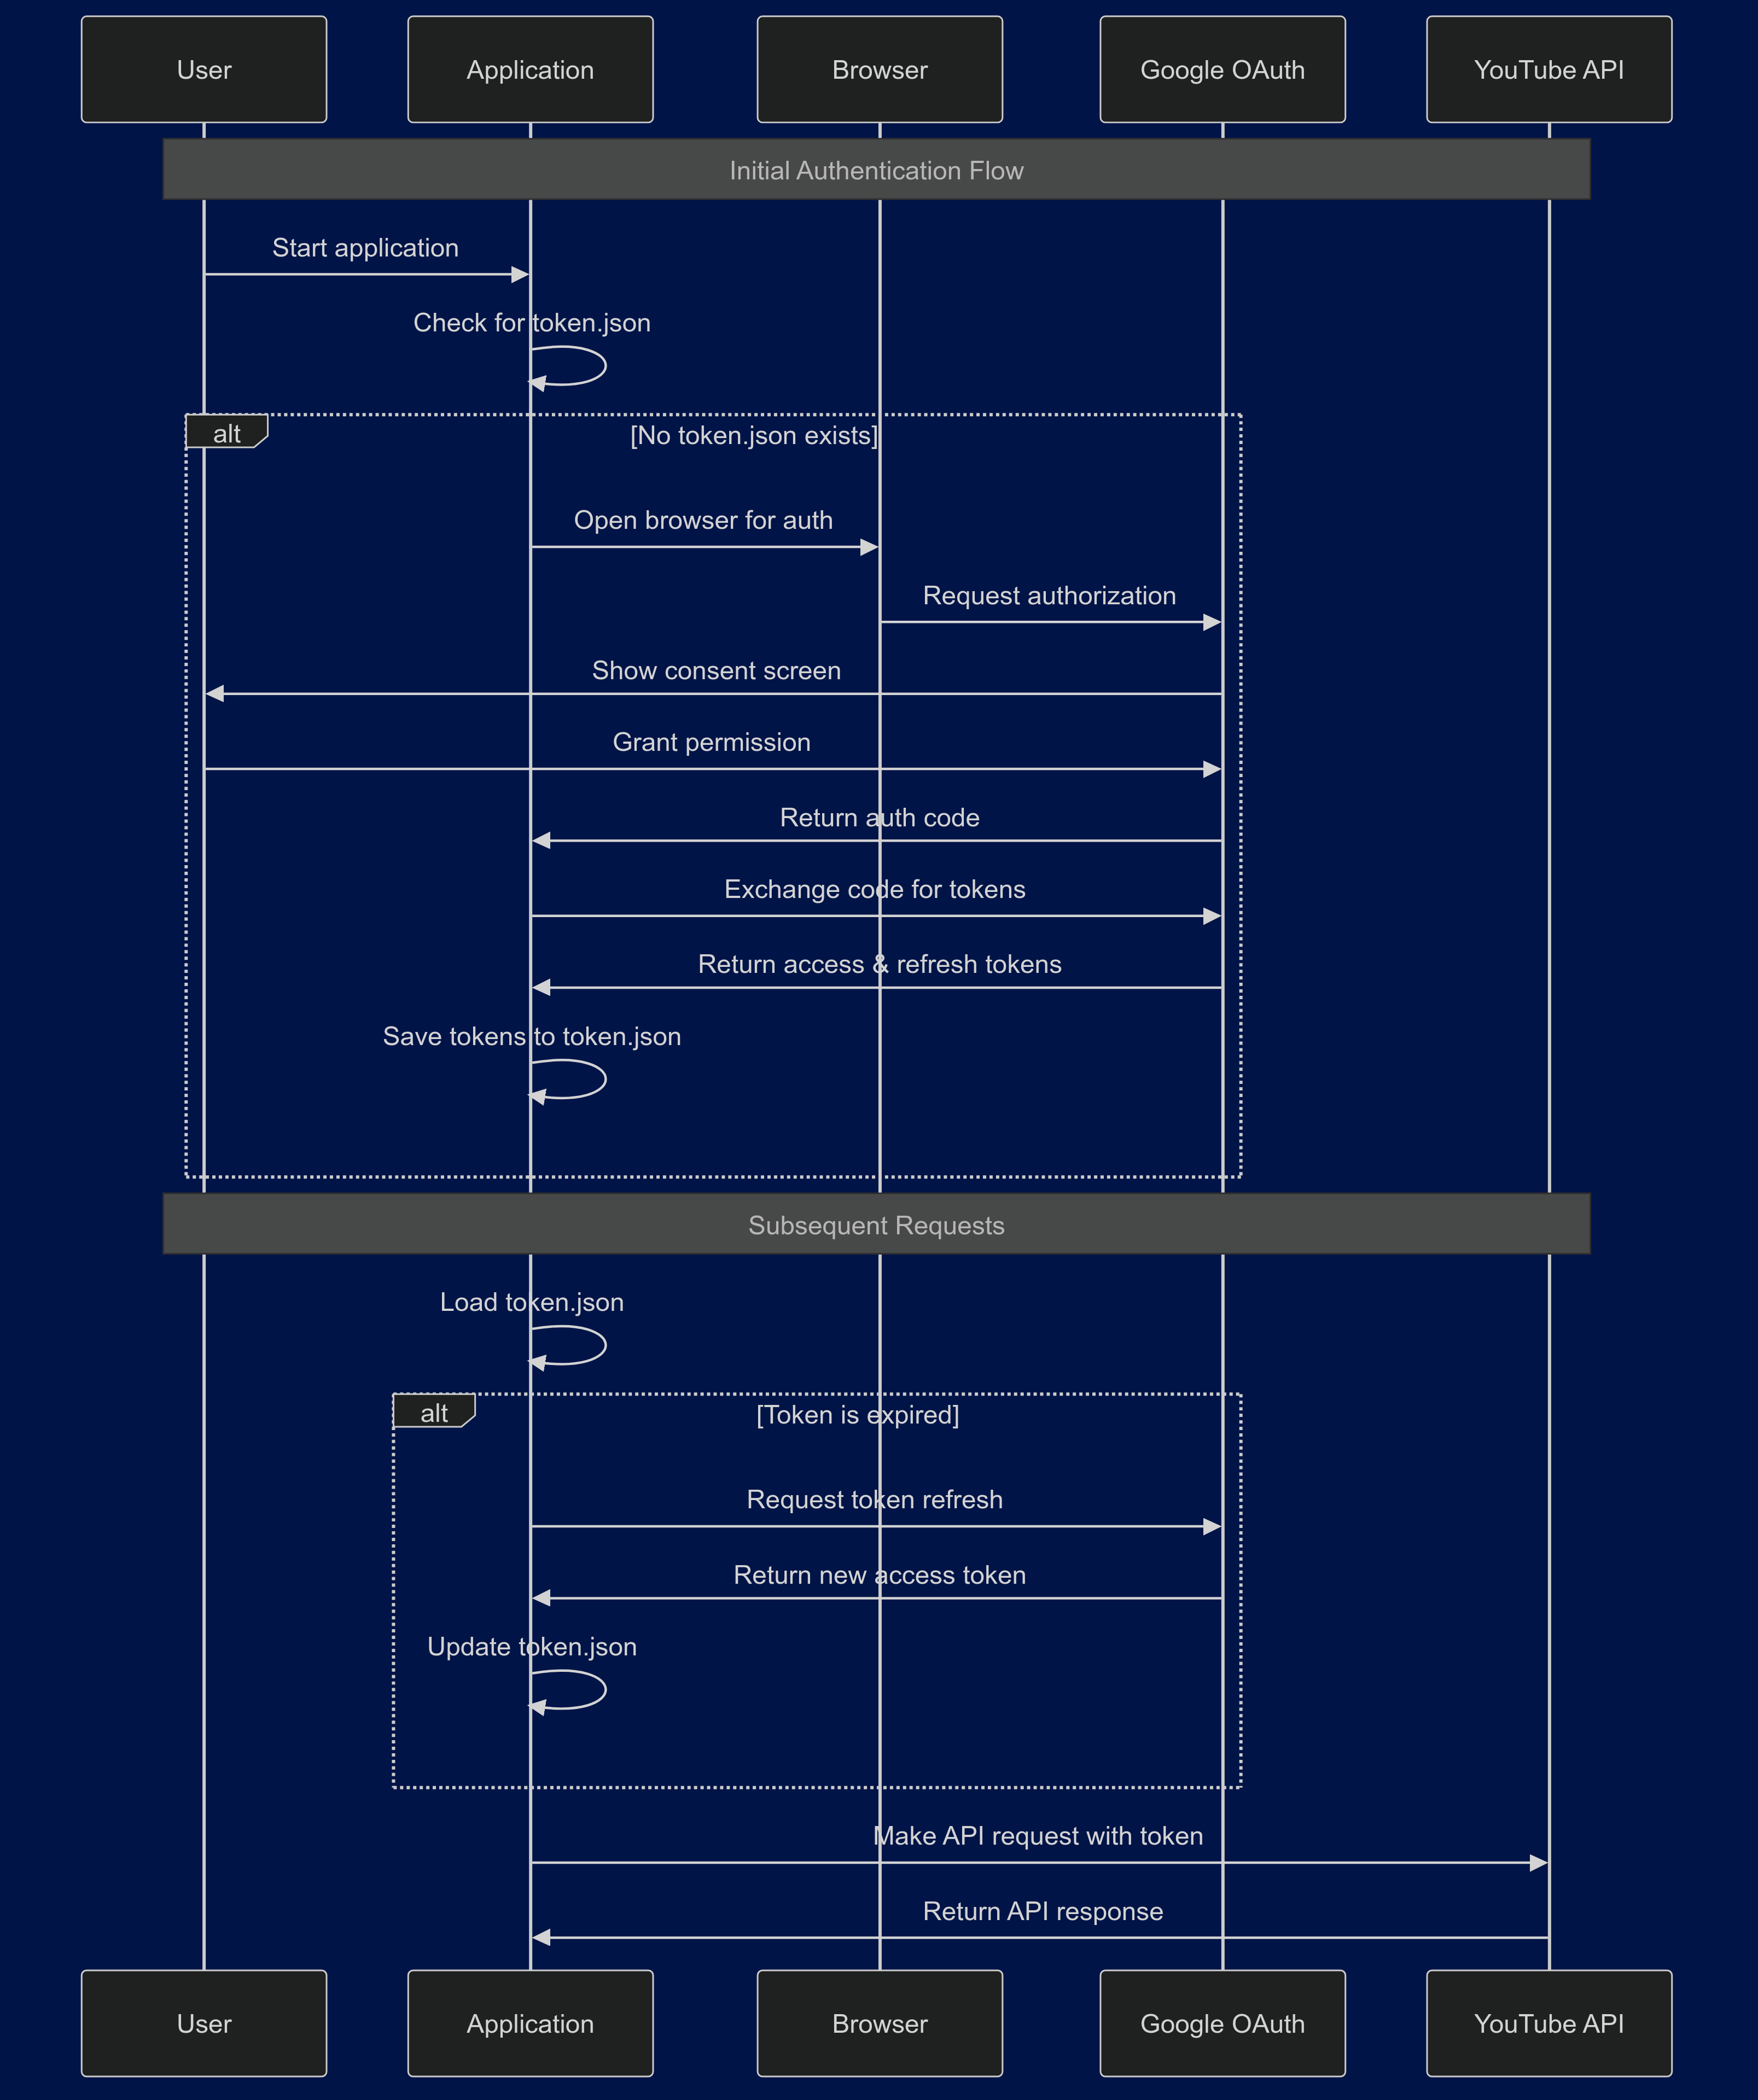 User
Application
Browser
Google OAuth
YouTube API
Initial Authentication Flow
Start application
Check for token.json
alt
[No token.json exists]
Open browser for auth
Request authorization
Show consent screen
Grant permission
Return auth code
Exchange code for tokens
Return access & refresh tokens
Save tokens to token.json
Subsequent Requests
Load token.json
alt
[Token is expired]
Request token refresh
Return new access token
Update token.json
Make API request with token
Return API response
User
Application
Browser
Google OAuth
YouTube API